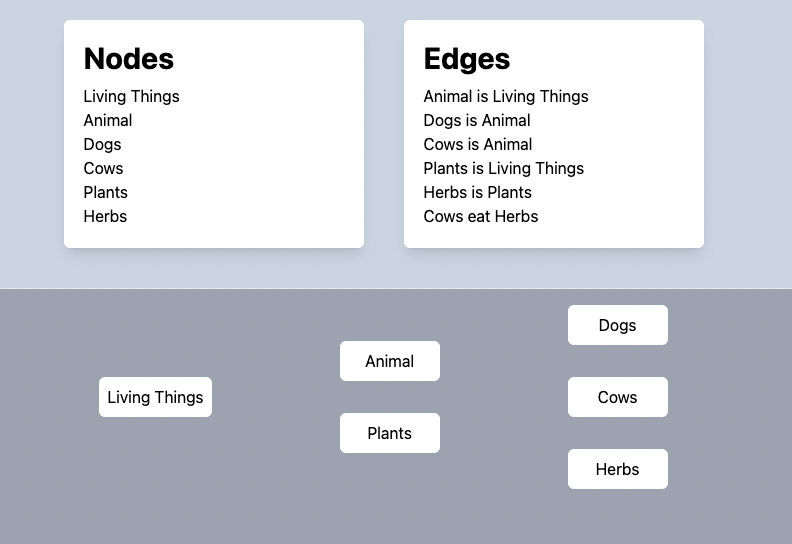 Nodes
Living Things
Animal
Dogs
Cows
Plants
Herbs
Edges
Animal is Living Things
Dogs is Animal
Cows is Animal
Plants is Living Things
Herbs is Plants
Cows eat Herbs
Living Things
Animal
Plants
Dogs
Cows
Herbs